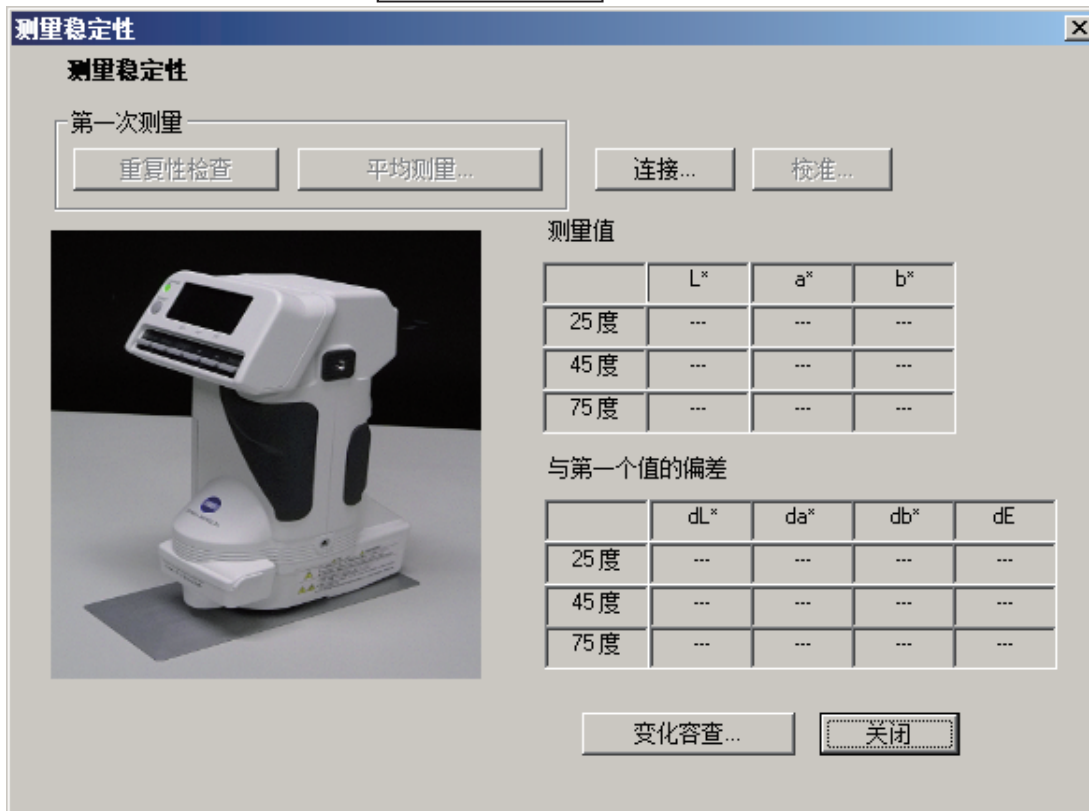 测里稳定性
测里稳定性
第一次测里
重复性检查 平均测里... 连接... 校准...
测里值
L* a* b*
25度 --- --- ---
45度 --- --- ---
75度 --- --- ---
与第一个值的偏差
dL* da* db* dE
25度 --- --- --- ---
45度 --- --- --- ---
75度 --- --- --- ---
变化容查... 关闭